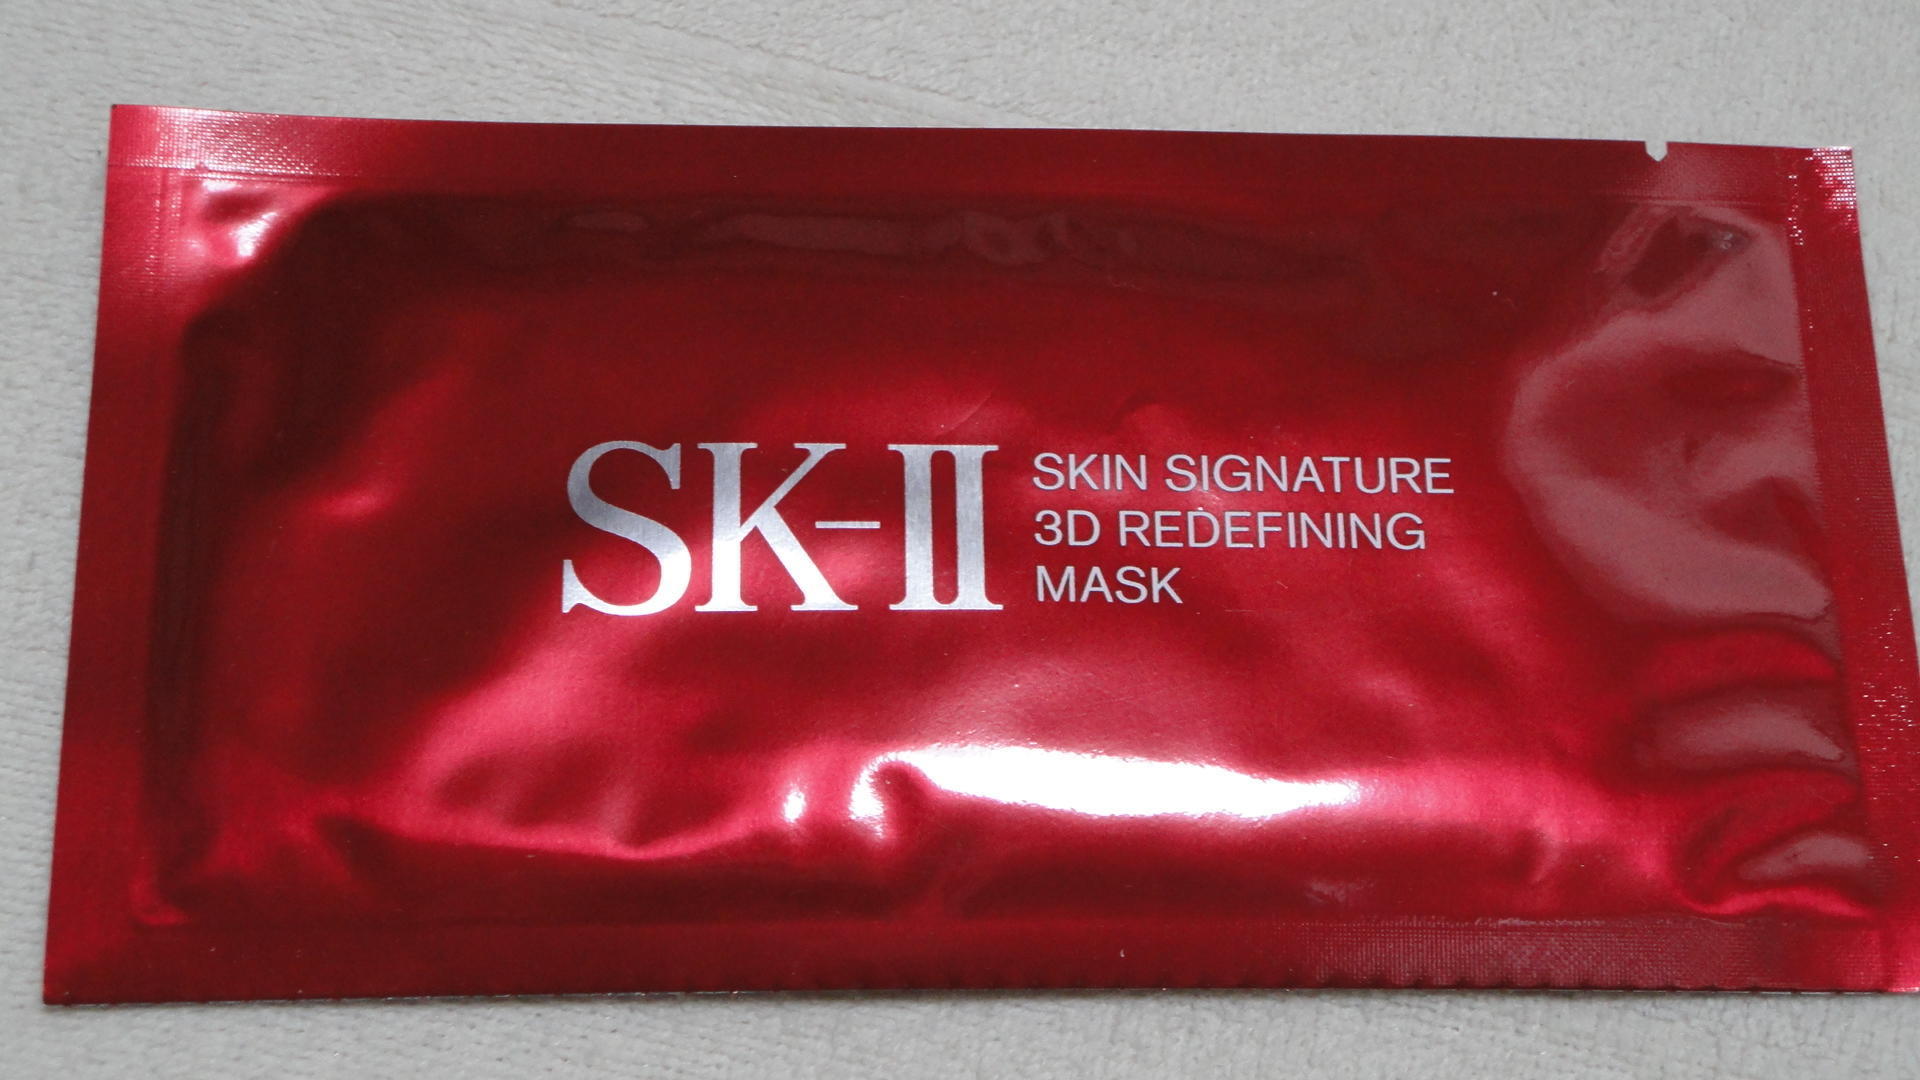 SK-II
SKIN SIGNATURE
3D REDEFINING
MASK